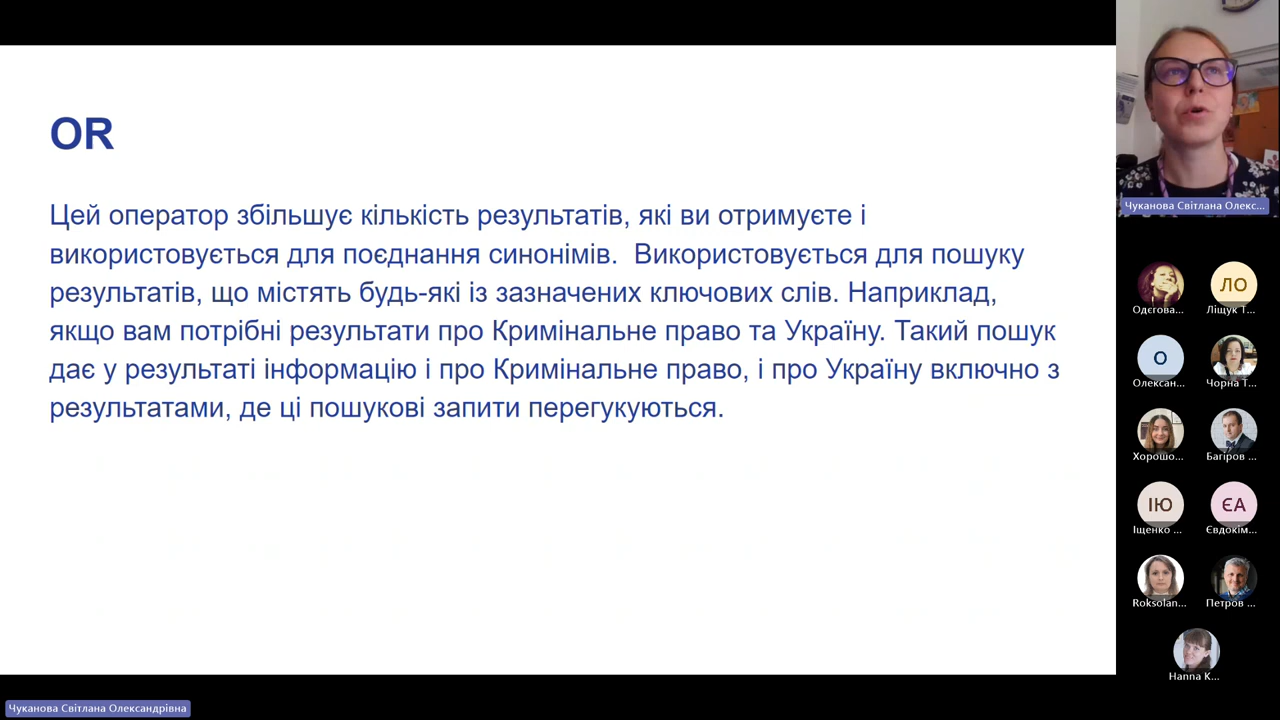 OR
Цей оператор збільшує кількість результатів, які ви отримуєте і
використовується для поєднання синонімів.  Використовується для пошуку
результатів, що містять будь-які із зазначених ключових слів. Наприклад,
якщо вам потрібні результати про Кримінальне право та Україну. Такий пошук
дає у результаті інформацію і про Кримінальне право, і про Україну включно з
результатами, де ці пошукові запити перегукуються.
Чуканова Світлана Олекс...
ЛО
Одєгова...
Ліщук Т...
О
Олександ...
Чорна Т...
Хорошо...
Багіров ...
ІЮ
ЄА
Іщенко ...
Євдокім...
Roksolan...
Петров ...
Hanna K...
Чуканова Світлана Олександрівна